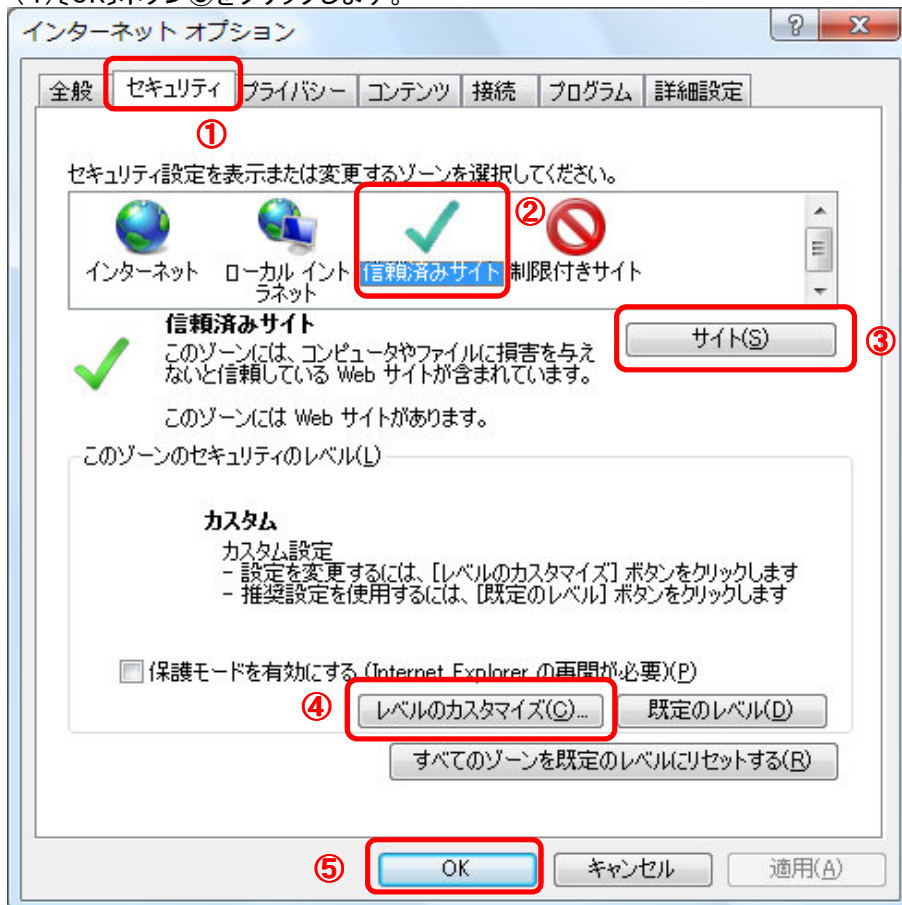 (4)[OK]ボタン⑤をクリックします。
インターネット オプション
全般 セキュリティ プライバシー コンテンツ 接続 プログラム 詳細設定
①
セキュリティ設定を表示または変更するゾーンを選択してください。
②
インターネット ローカル イントラネット 信頼済みサイト 制限付きサイト
信頼済みサイト
サイト(S)
③
このゾーンには、コンピュータやファイルに損害を与え
ないと信頼している Web サイトが含まれています。
このゾーンには Web サイトがあります。
このゾーンのセキュリティのレベル(L)
カスタム
カスタム設定
- 設定を変更するには、[レベルのカスタマイズ] ボタンをクリックします
- 推奨設定を使用するには、[既定のレベル] ボタンをクリックします
保護モードを有効にする (Internet Explorer の再開が必要)(P)
④
レベルのカスタマイズ(C)... 既定のレベル(D)
すべてのゾーンを既定のレベルにリセットする(R)
⑤
OK キャンセル 適用(A)